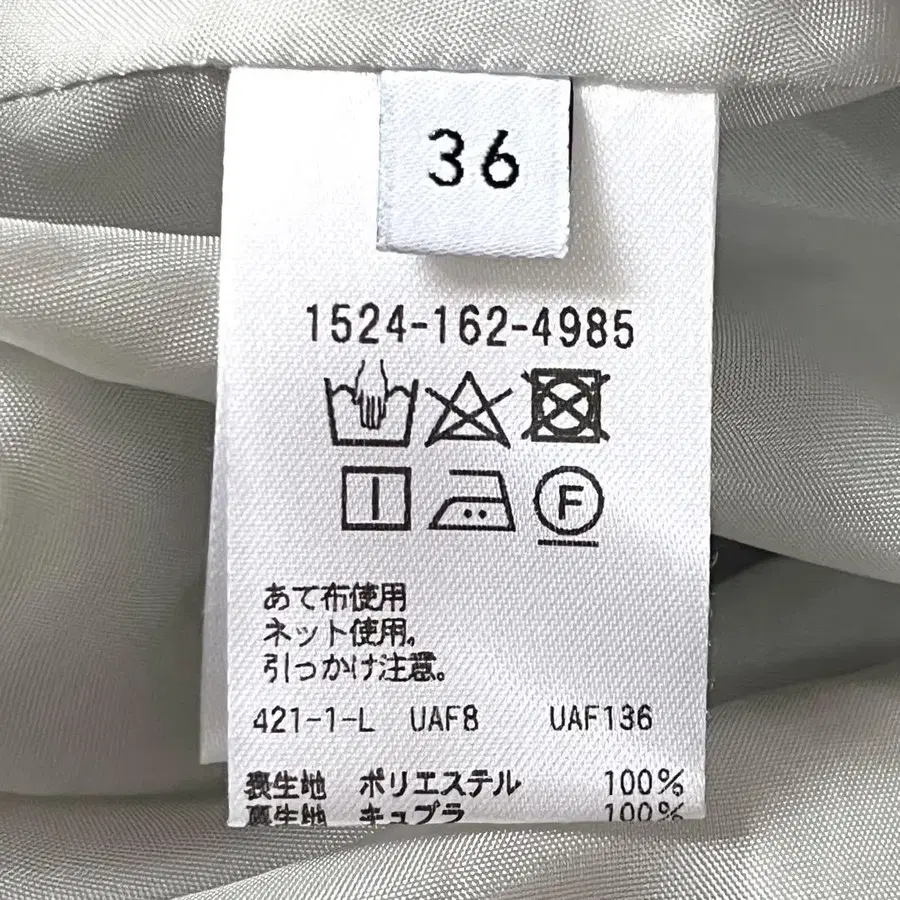 36
1524-162-4985
F
あて布使用
ネット使用。
引っかけ注意。
421-1-L UAF8 UAF136
表生地 ポリエステル 100%
裏生地 キュプラ 100%